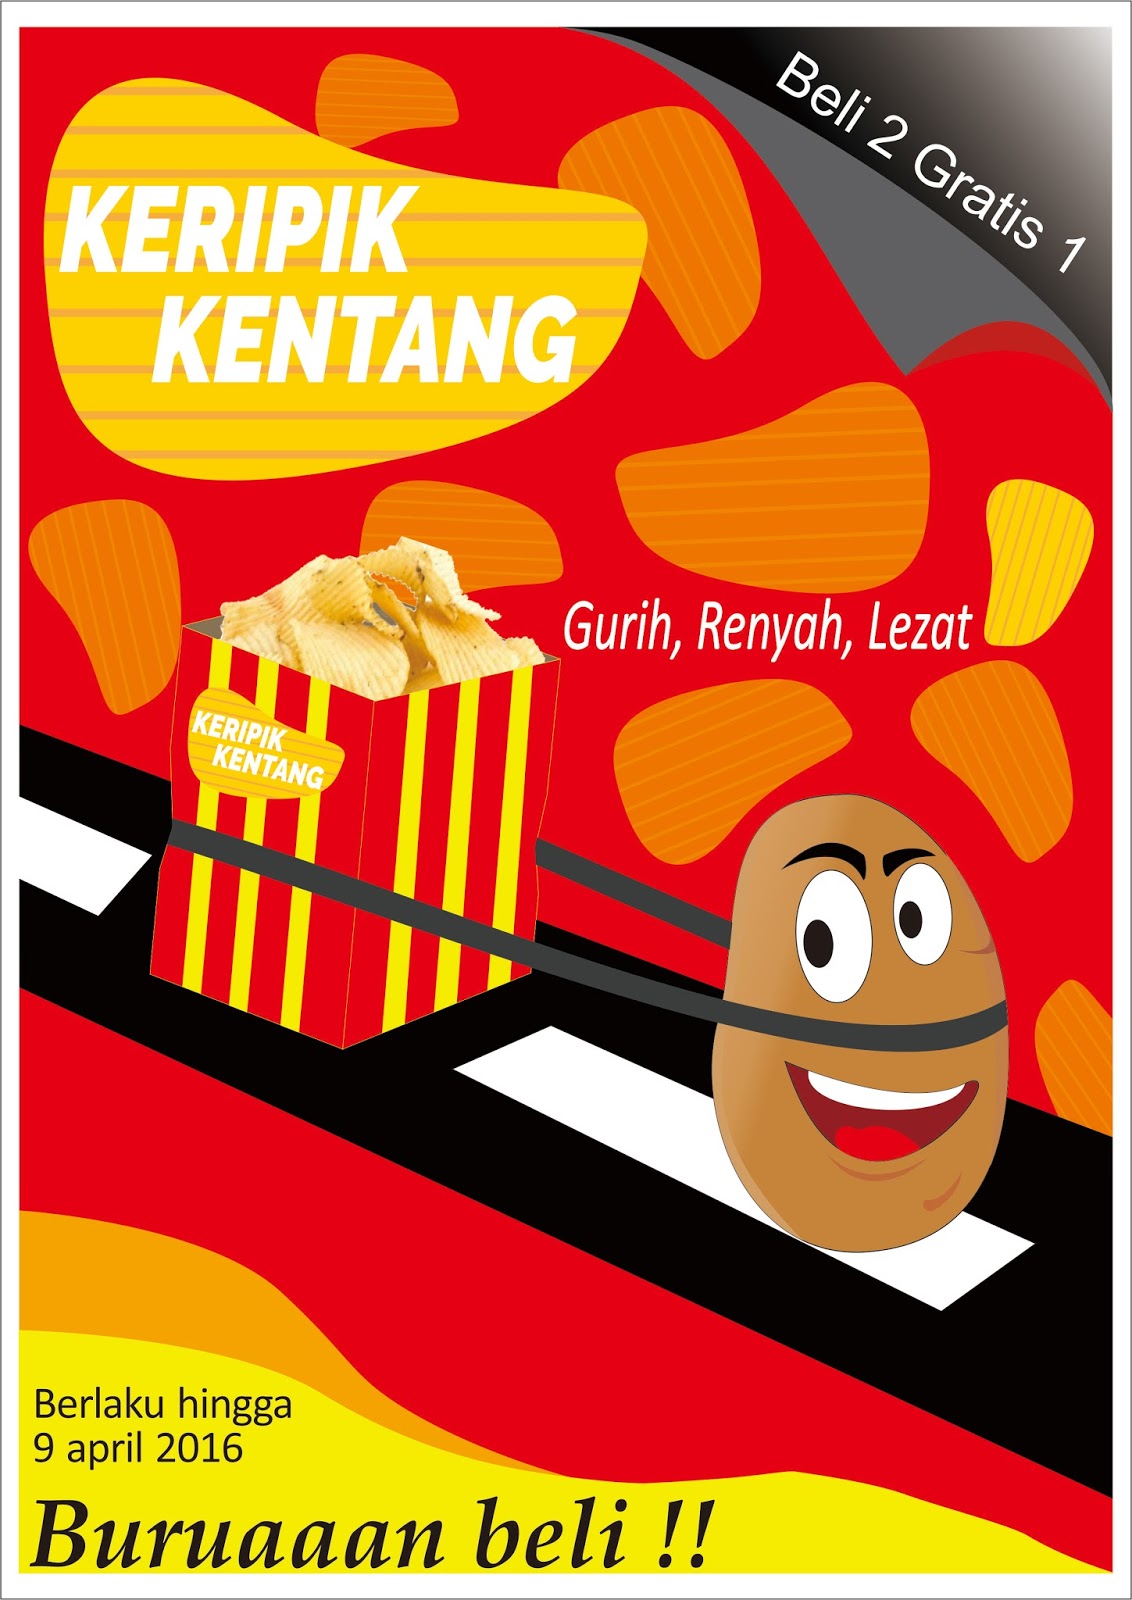 Beli 2 Gratis 1
KERIPIK
KENTANG
Gurih, Renyah, Lezat
KERIPIK
KENTANG
Berlaku hingga
9 april 2016
Buruaaan beli !!